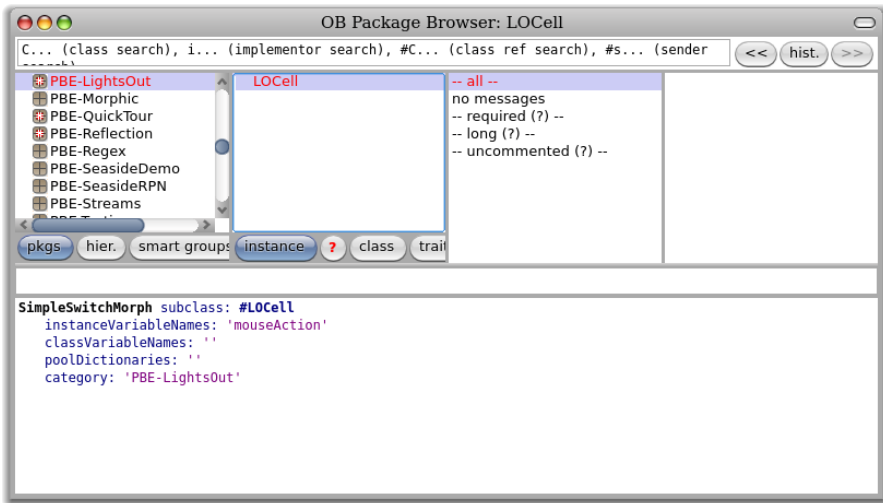 OB Package Browser: LOCell
C... (class search), i... (implementor search), #C... (class ref search), #s... (sender
search)
<<
hist.
>>
PBE-LightsOut
PBE-Morphic
PBE-QuickTour
PBE-Reflection
PBE-Regex
PBE-SeasideDemo
PBE-SeasideRPN
PBE-Streams
LOCell
-- all --
no messages
-- required (?) --
-- long (?) --
-- uncommented (?) --
pkgs
hier.
smart groups
instance
?
class
trait
SimpleSwitchMorph subclass: #LOCell
instanceVariableNames: 'mouseAction'
classVariableNames: ''
poolDictionaries: ''
category: 'PBE-LightsOut'